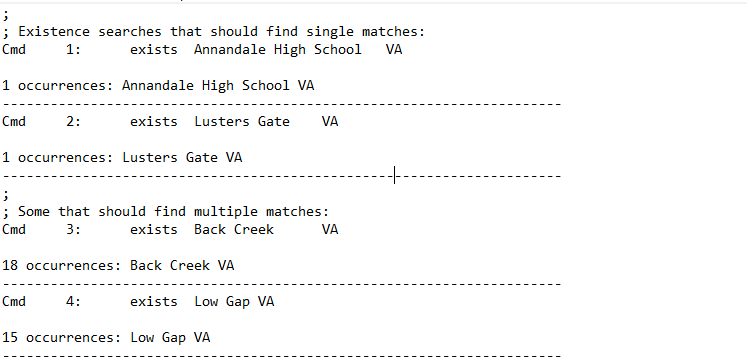 ;
; Existence searches that should find single matches:
Cmd     1:      exists  Annandale High School   VA
1 occurrences: Annandale High School VA
----------------------------------------------------------------------
Cmd     2:      exists  Lusters Gate    VA
1 occurrences: Lusters Gate VA
----------------------------------------------------------------------
;
; Some that should find multiple matches:
Cmd     3:      exists  Back Creek      VA
18 occurrences: Back Creek VA
----------------------------------------------------------------------
Cmd     4:      exists  Low Gap VA
15 occurrences: Low Gap VA
----------------------------------------------------------------------